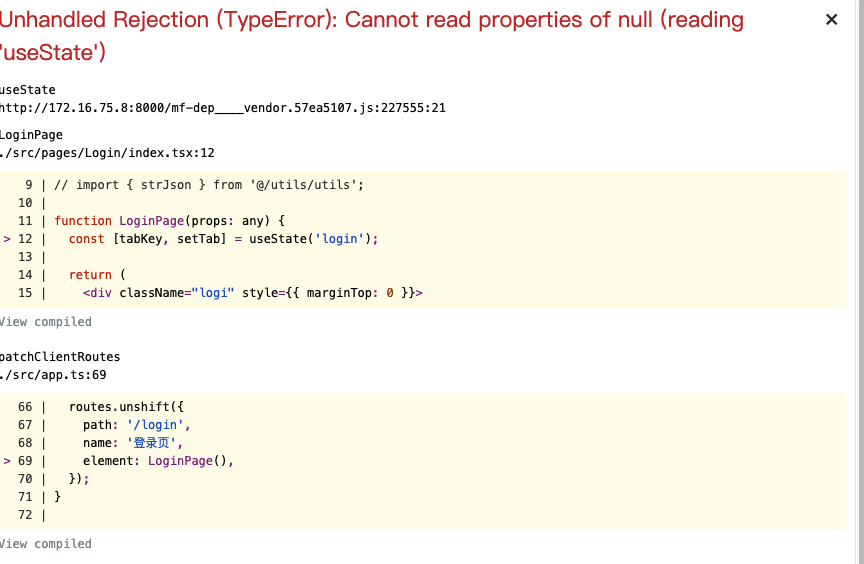 Unhandled Rejection (TypeError): Cannot read properties of null (reading
'useState')
×
useState
http://172.16.75.8:8000/mf-dep____vendor.57ea5107.js:227555:21
LoginPage
./src/pages/Login/index.tsx:12
   9 | // import { strJson } from '@/utils/utils';
  10 |
  11 | function LoginPage(props: any) {
> 12 |   const [tabKey, setTab] = useState('login');
  13 |
  14 |   return (
  15 |     <div className="logi" style={{ marginTop: 0 }}>
View compiled
patchClientRoutes
./src/app.ts:69
  66 |   routes.unshift({
  67 |     path: '/login',
  68 |     name: '登录页',
> 69 |     element: LoginPage(),
  70 |   });
  71 | }
  72 |
View compiled